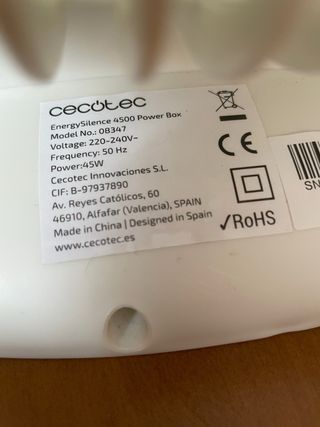 cecotec
EnergySilence 4500 Power Box
Model No.: 08347
Voltage: 220-240V~
Frequency: 50 Hz
Power:45W
Cecotec Innovaciones S.L.
CIF: B-97937890
Av. Reyes Católicos, 60
46910, Alfafar (Valencia), SPAIN
Made in China | Designed in Spain
www.cecotec.es
CE
✓RoHS
SN